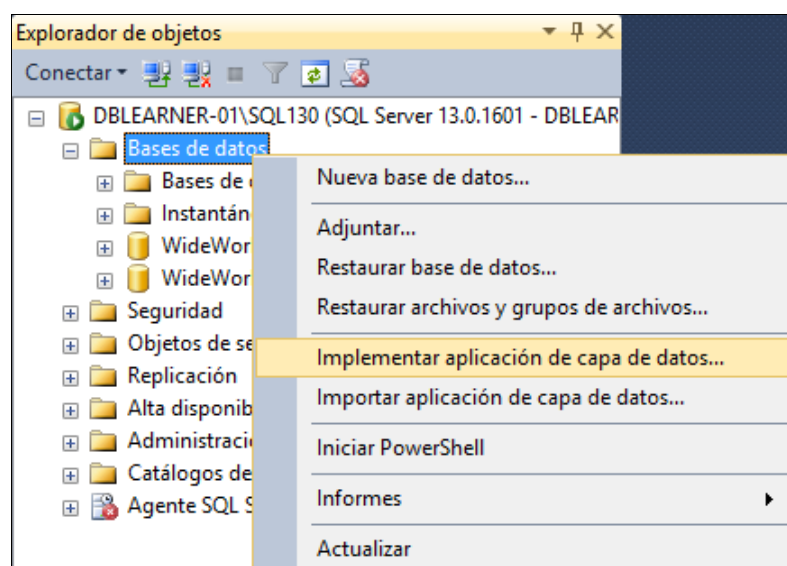 Explorador de objetos
Conectar
DBLEARNER-01\SQL130 (SQL Server 13.0.1601 - DBLEAR
Bases de datos
Bases de
Instantán
WideWor
WideWor
Seguridad
Objetos de se
Replicación
Alta disponib
Administraci
Catálogos de
Agente SQL S
Nueva base de datos...
Adjuntar...
Restaurar base de datos...
Restaurar archivos y grupos de archivos...
Implementar aplicación de capa de datos...
Importar aplicación de capa de datos...
Iniciar PowerShell
Informes
Actualizar